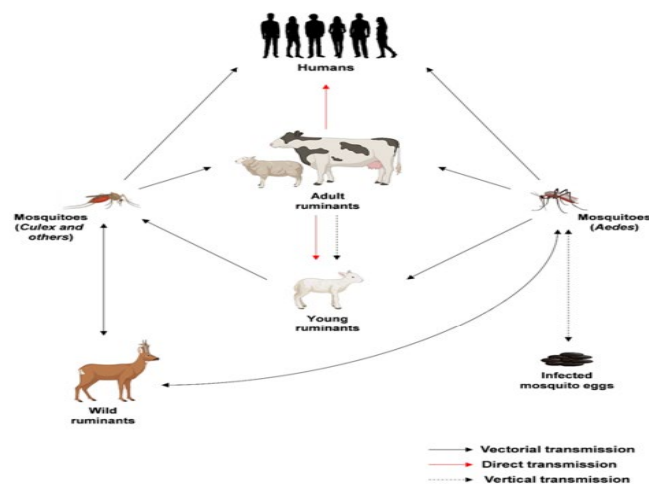 Humans
Adult
ruminants
Mosquitoes
(Culex and
others)
Mosquitoes
(Aedes)
Young
ruminants
Wild
ruminants
Infected
mosquito eggs
Vectorial transmission
Direct transmission
Vertical transmission